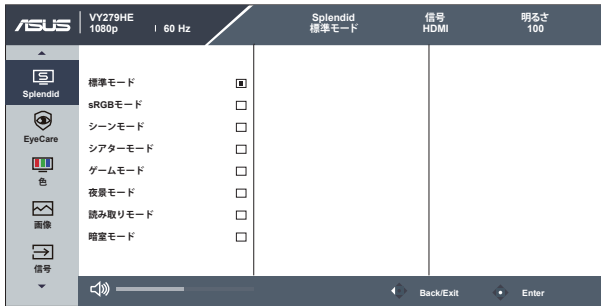 ASUS
VY279HE
1080p | 60 Hz
Splendid
標準モード
信号
HDMI
明るさ
100
Splendid
EyeCare
色
画像
信号
標準モード
sRGBモード
シーンモード
シアターモード
ゲームモード
夜景モード
読み取りモード
暗室モード
Back/Exit
Enter